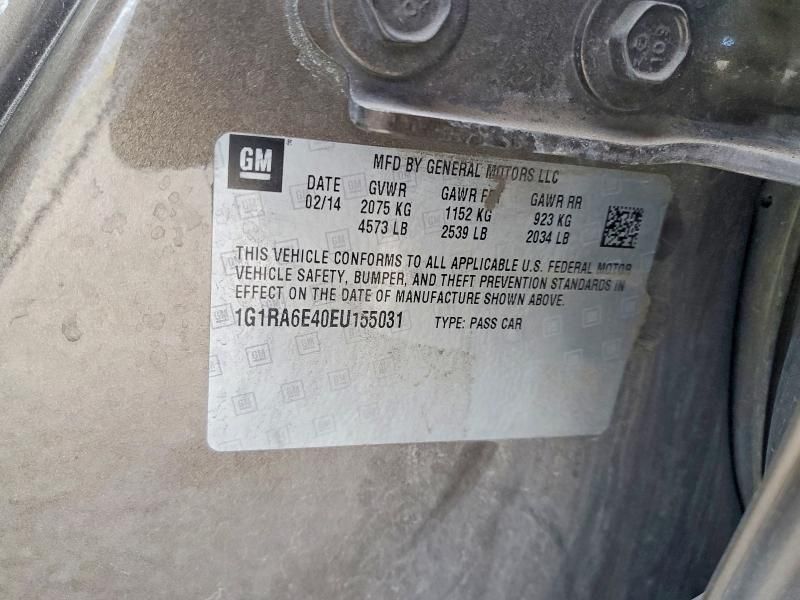 GM
MFD BY GENERAL MOTORS LLC
DATE GVWR GAWR GAWR RR
02/14 2075 KG 1152 KG 923 KG
4573 LB 2539 LB 2034 LB
THIS VEHICLE CONFORMS TO ALL APPLICABLE U.S. FEDERAL MOTOR
VEHICLE SAFETY, BUMPER, AND THEFT PREVENTION STANDARDS IN
EFFECT ON THE DATE OF MANUFACTURE SHOWN ABOVE.
1G1RA6E40EU155031 TYPE: PASS CAR